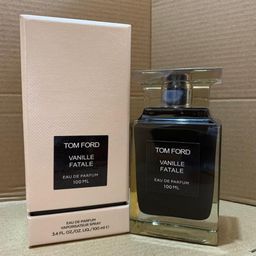 TOM FORD
VANILLE
FATALE
EAU DE PARFUM
100 ML
EAU DE PARFUM
VAPORISATEUR SPRAY
3.4 FL.OZ./OZ.LIQ./100 ml ℮
TOM FORD
VANILLE
FATALE
EAU DE PARFUM
100 ML